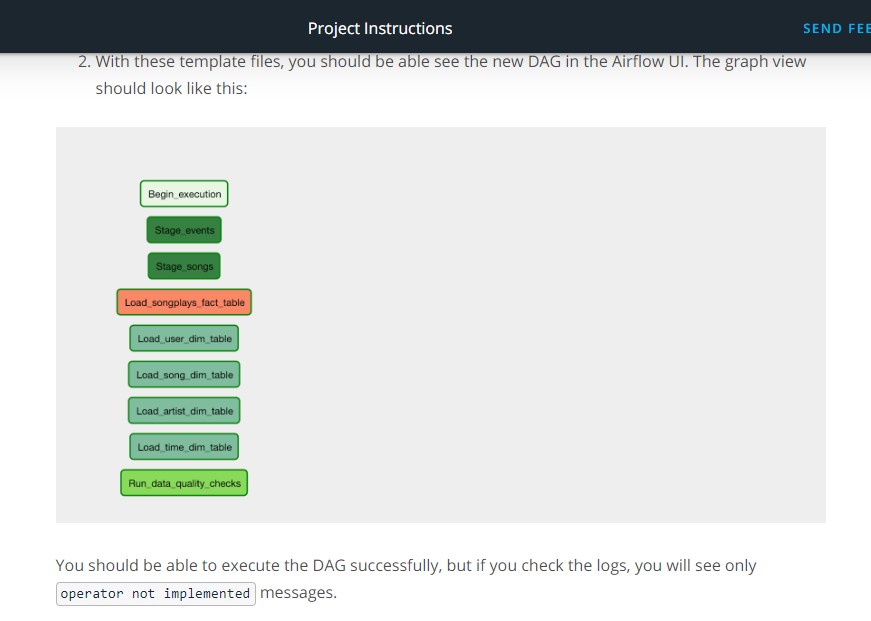 Project Instructions
SEND FEE
2. With these template files, you should be able see the new DAG in the Airflow UI. The graph view
should look like this:
Begin_execution
Stage_events
Stage_songs
Load_songplays_fact_table
Load_user_dim_table
Load_song_dim_table
Load_artist_dim_table
Load_time_dim_table
Run_data_quality_checks
You should be able to execute the DAG successfully, but if you check the logs, you will see only
operator not implemented messages.